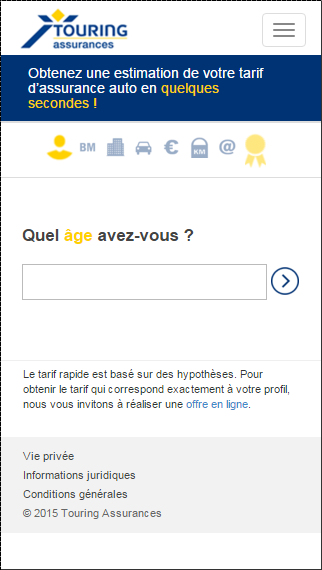 TOURING
assurances
Obtenez une estimation de votre tarif
d'assurance auto en quelques
secondes !
BM € KM @
Quel âge avez-vous ?
Le tarif rapide est basé sur des hypothèses. Pour
obtenir le tarif qui correspond exactement à votre profil,
nous vous invitons à réaliser une offre en ligne.
Vie privée
Informations juridiques
Conditions générales
© 2015 Touring Assurances